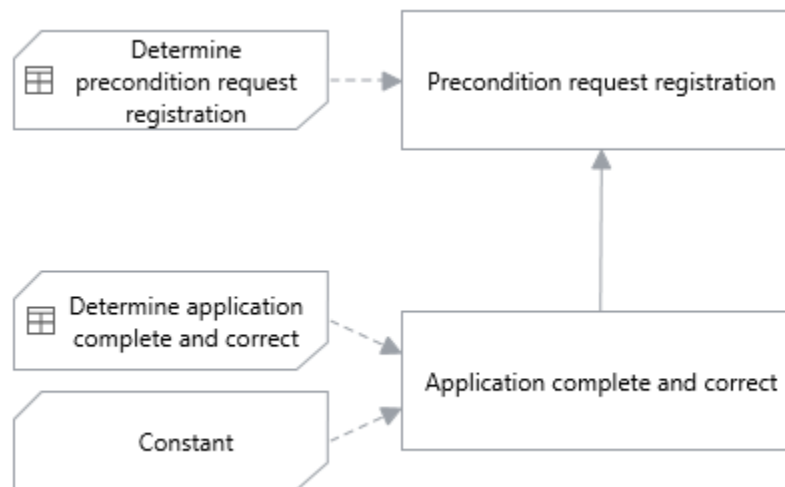 Determine
precondition request
registration
Precondition request registration
Determine application
complete and correct
Application complete and correct
Constant